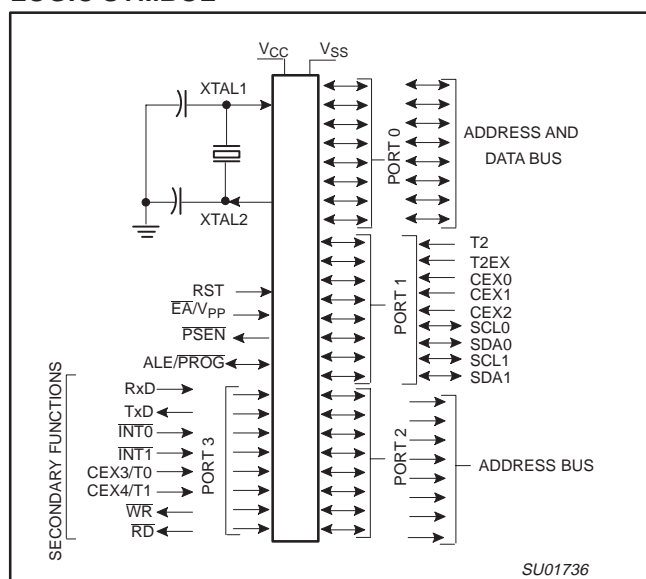 LOGIC SYMBOL
VCC VSS
XTAL1
XTAL2
PORT 0
ADDRESS AND
DATA BUS
RST
EA/VPP
PSEN
ALE/PROG
PORT 1
T2
T2EX
CEX0
CEX1
CEX2
SCL0
SDA0
SCL1
SDA1
SECONDARY FUNCTIONS
RxD
TxD
INT0
INT1
CEX3/T0
CEX4/T1
WR
RD
PORT 3
PORT 2
ADDRESS BUS
SU01736